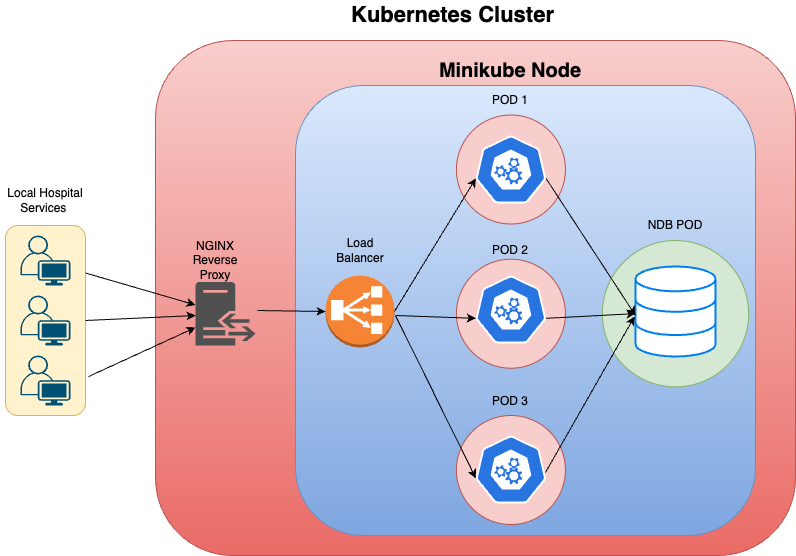 Kubernetes Cluster
Minikube Node
POD 1
Local Hospital
Services
NGINX
Reverse
Proxy
Load
Balancer
POD 2
NDB POD
POD 3